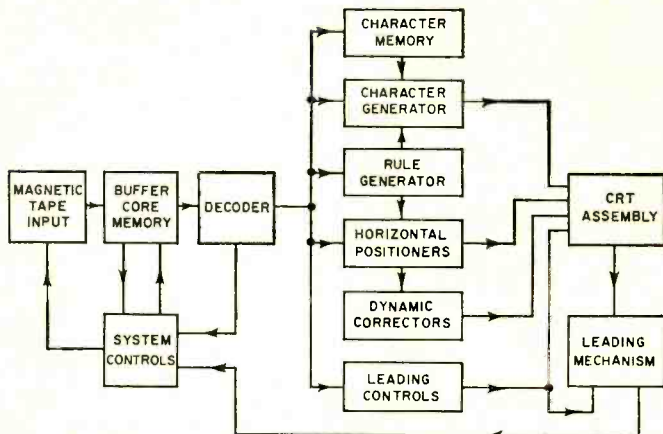 CHARACTER
MEMORY
CHARACTER
GENERATOR
RULE
GENERATOR
MAGNETIC
TAPE
INPUT
BUFFER
CORE
MEMORY
DECODER
HORIZONTAL
POSITIONERS
CRT
ASSEMBLY
DYNAMIC
CORRECTORS
SYSTEM
CONTROLS
LEADING
MECHANISM
LEADING
CONTROLS